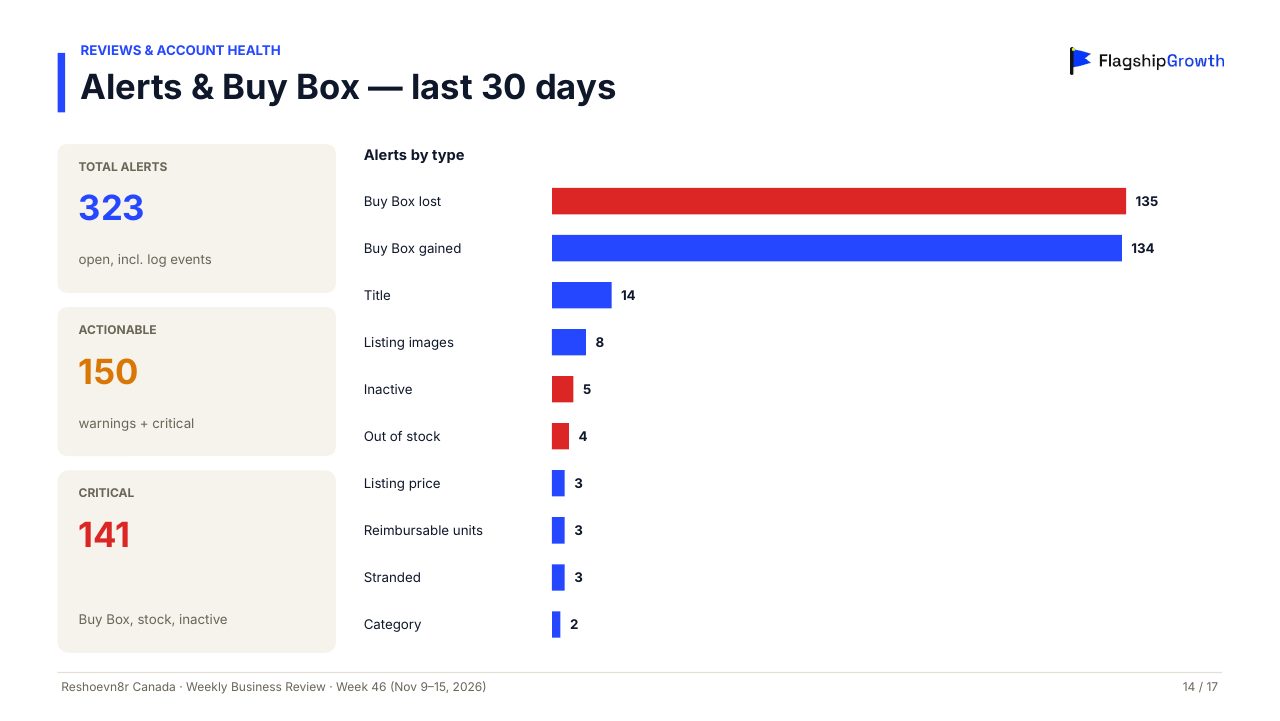 REVIEWS & ACCOUNT HEALTH
Alerts & Buy Box — last 30 days
FlagshipGrowth
TOTAL ALERTS
323
open, incl. log events
ACTIONABLE
150
warnings + critical
CRITICAL
141
Buy Box, stock, inactive
Alerts by type
Buy Box lost 135
Buy Box gained 134
Title 14
Listing images 8
Inactive 5
Out of stock 4
Listing price 3
Reimbursable units 3
Stranded 3
Category 2
Reshoevn8r Canada · Weekly Business Review · Week 46 (Nov 9–15, 2026)
14 / 17